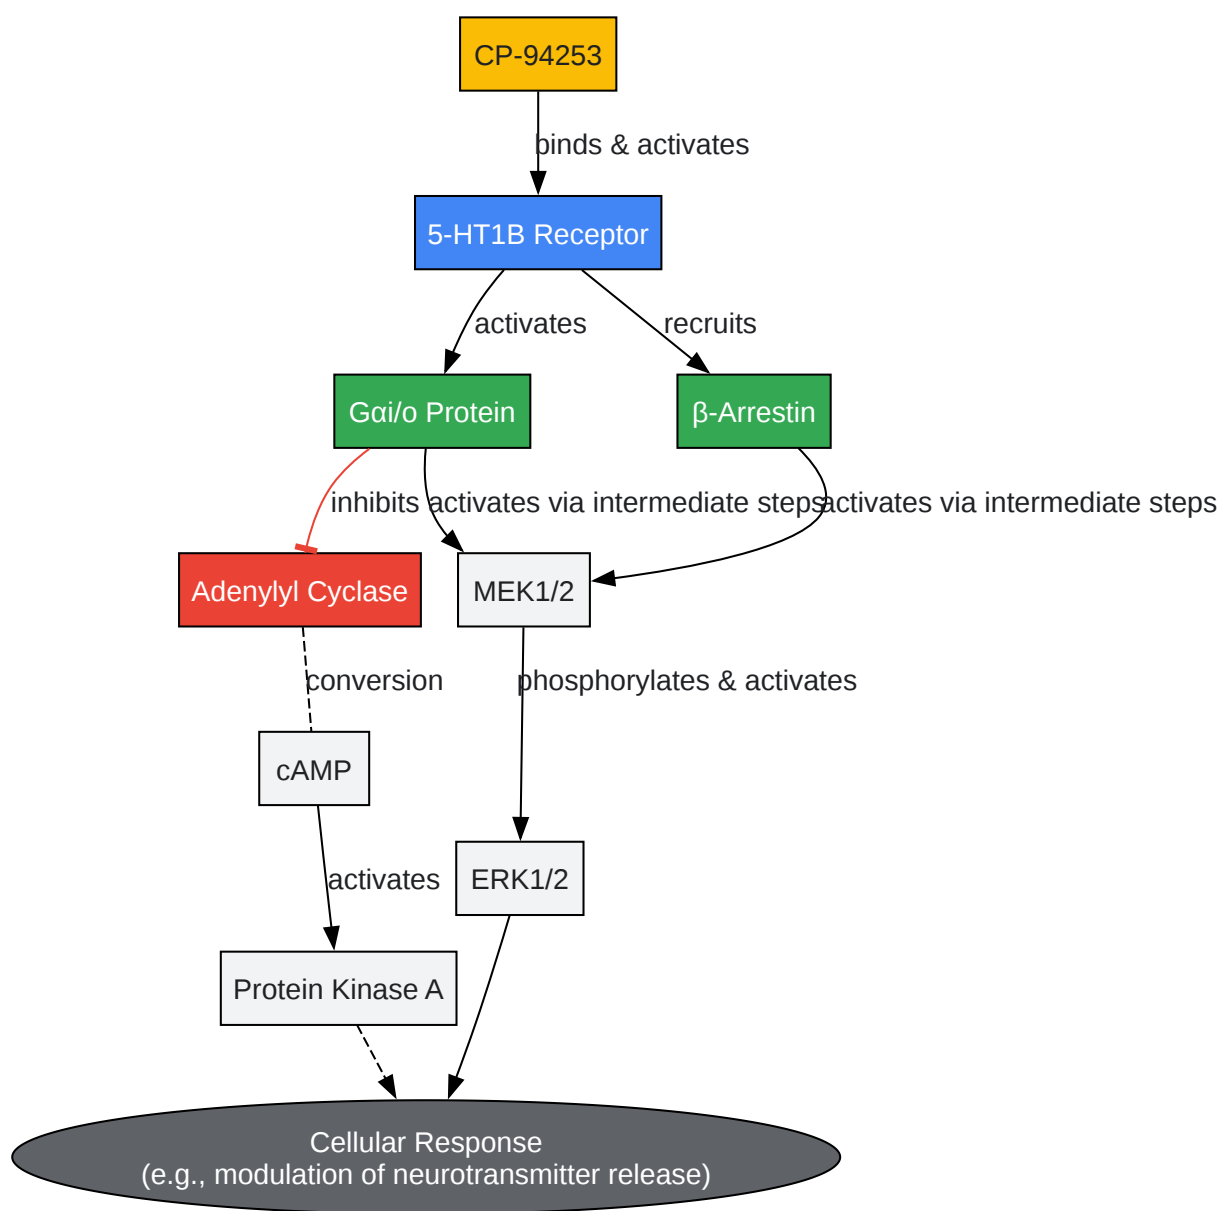 CP-94253
binds & activates
5-HT1B Receptor
activates
recruits
Gαi/o Protein
β-Arrestin
inhibits
activates via intermediate steps
activates via intermediate steps
Adenylyl Cyclase
MEK1/2
conversion
phosphorylates & activates
cAMP
activates
ERK1/2
Protein Kinase A
Cellular Response
(e.g., modulation of neurotransmitter release)